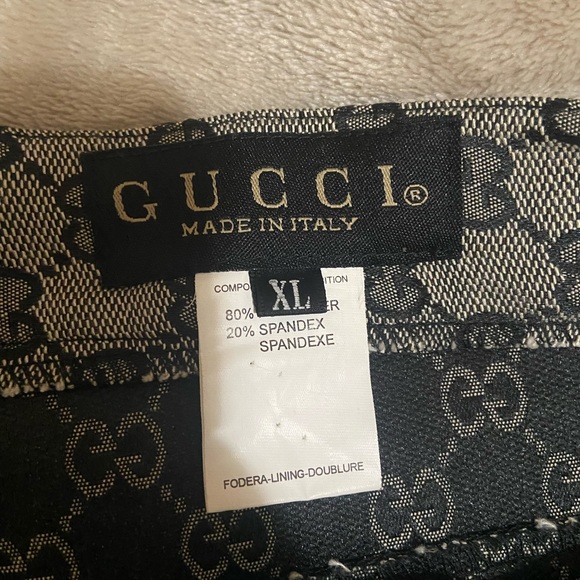 GUCCI®
MADE IN ITALY
XL
80%
20% SPANDEX
SPANDEXE
FODERA-LINING-DOUBLURE